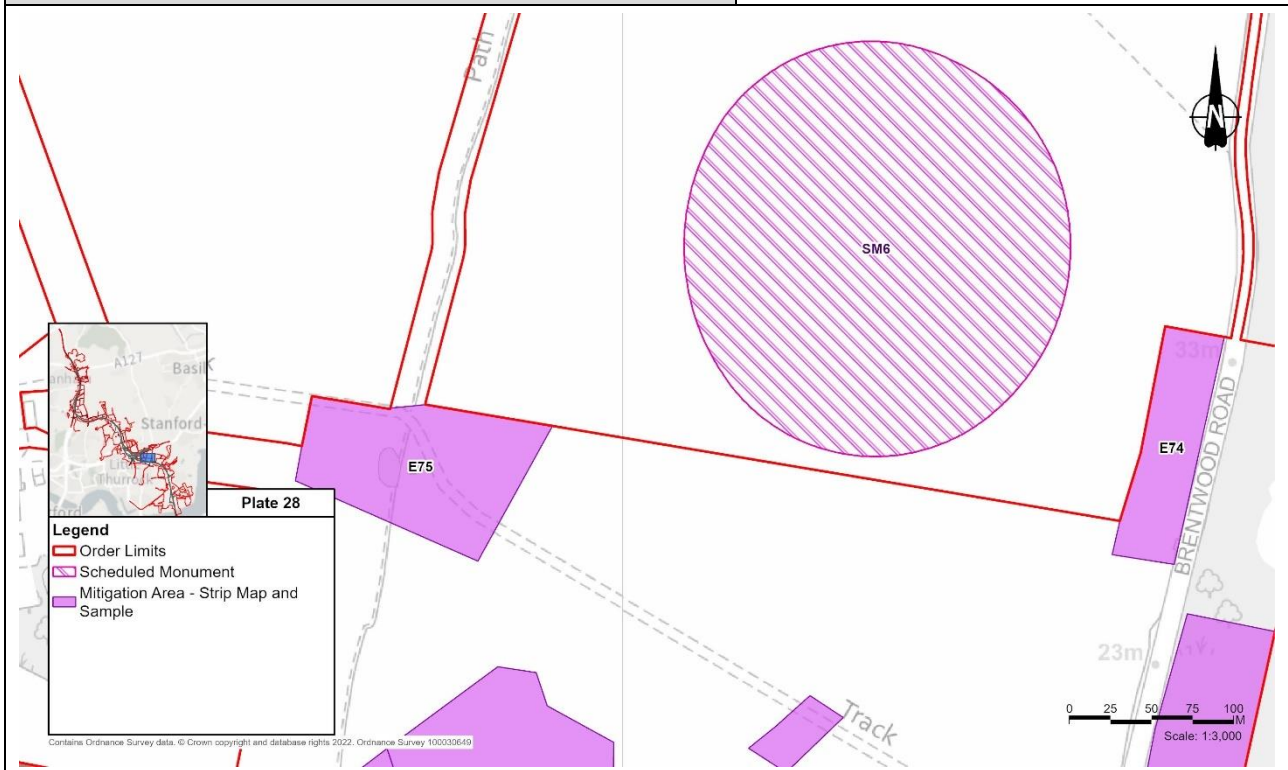 Path
N
SM6
33m
E74
BRENTWOOD ROAD
E75
A127
Basil
Stanford-
Thurrock
Plate 28
Legend
Order Limits
Scheduled Monument
Mitigation Area - Strip Map and
Sample
23m
Track
0 25 50 75 100
M
Scale: 1:3,000
Contains Ordnance Survey data. © Crown copyright and database rights 2022. Ordnance Survey 100030649